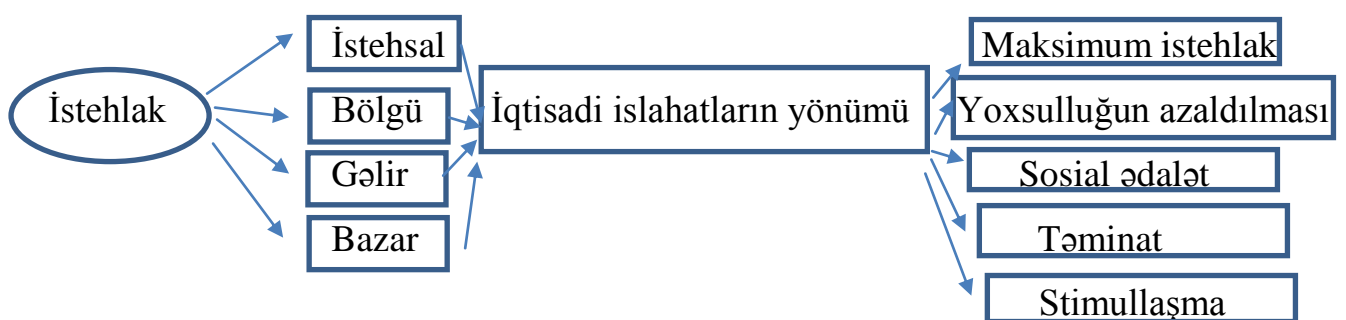 İstehlak
İstehsal
Bölgü
Gəlir
Bazar
İqtisadi islahatların yönümü
Maksimum istehlak
Yoxsulluğun azaldılması
Sosial ədalət
Təminat
Stimullaşma